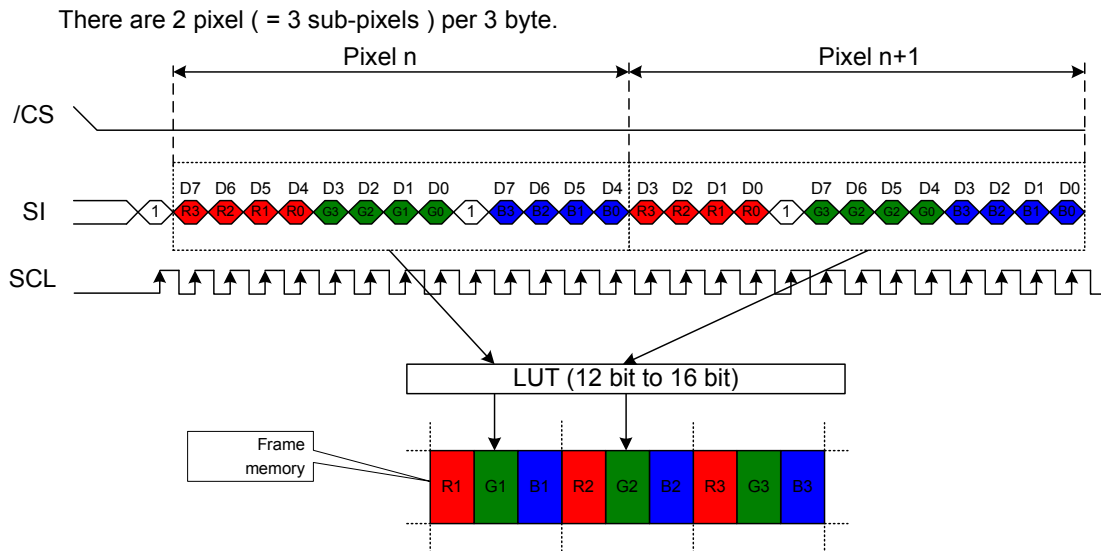 There are 2 pixel ( = 3 sub-pixels ) per 3 byte.
Pixel n Pixel n+1
/CS
D7 D6 D5 D4 D3 D2 D1 D0 D7 D6 D5 D4 D3 D2 D1 D0 D7 D6 D5 D4 D3 D2 D1 D0
SI 1 R3 R2 R1 R0 G3 G2 G1 G0 1 B3 B2 B1 B0 R3 R2 R1 R0 1 G3 G2 G2 G0 B3 B2 B1 B0
SCL
LUT (12 bit to 16 bit)
Frame
memory
R1 G1 B1 R2 G2 B2 R3 G3 B3